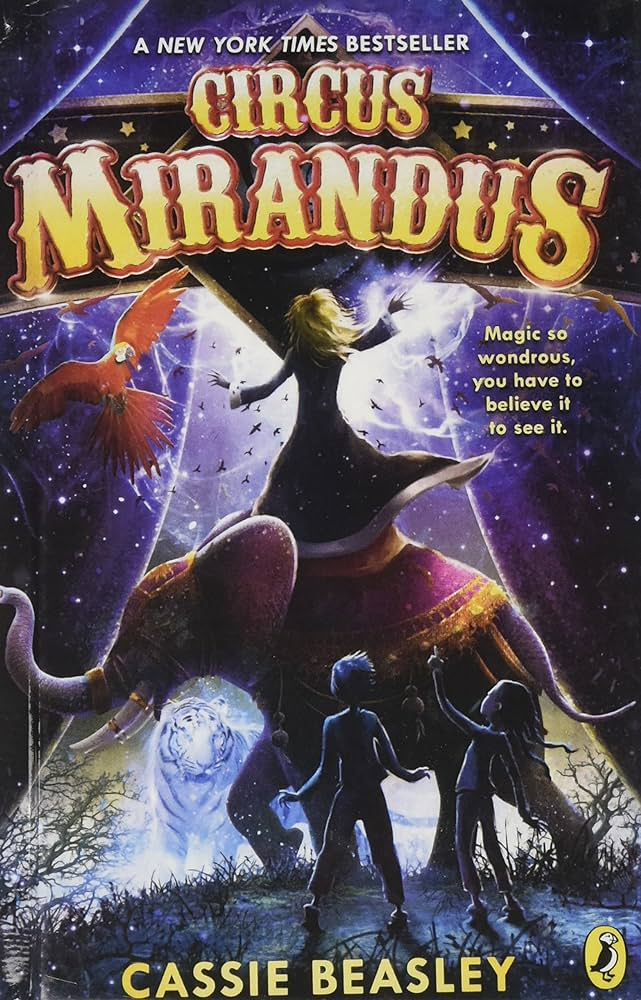 A NEW YORK TIMES BESTSELLER
CIRCUS
MIRANDUS
Magic so
wondrous,
you have to
believe it
to see it.
CASSIE BEASLEY